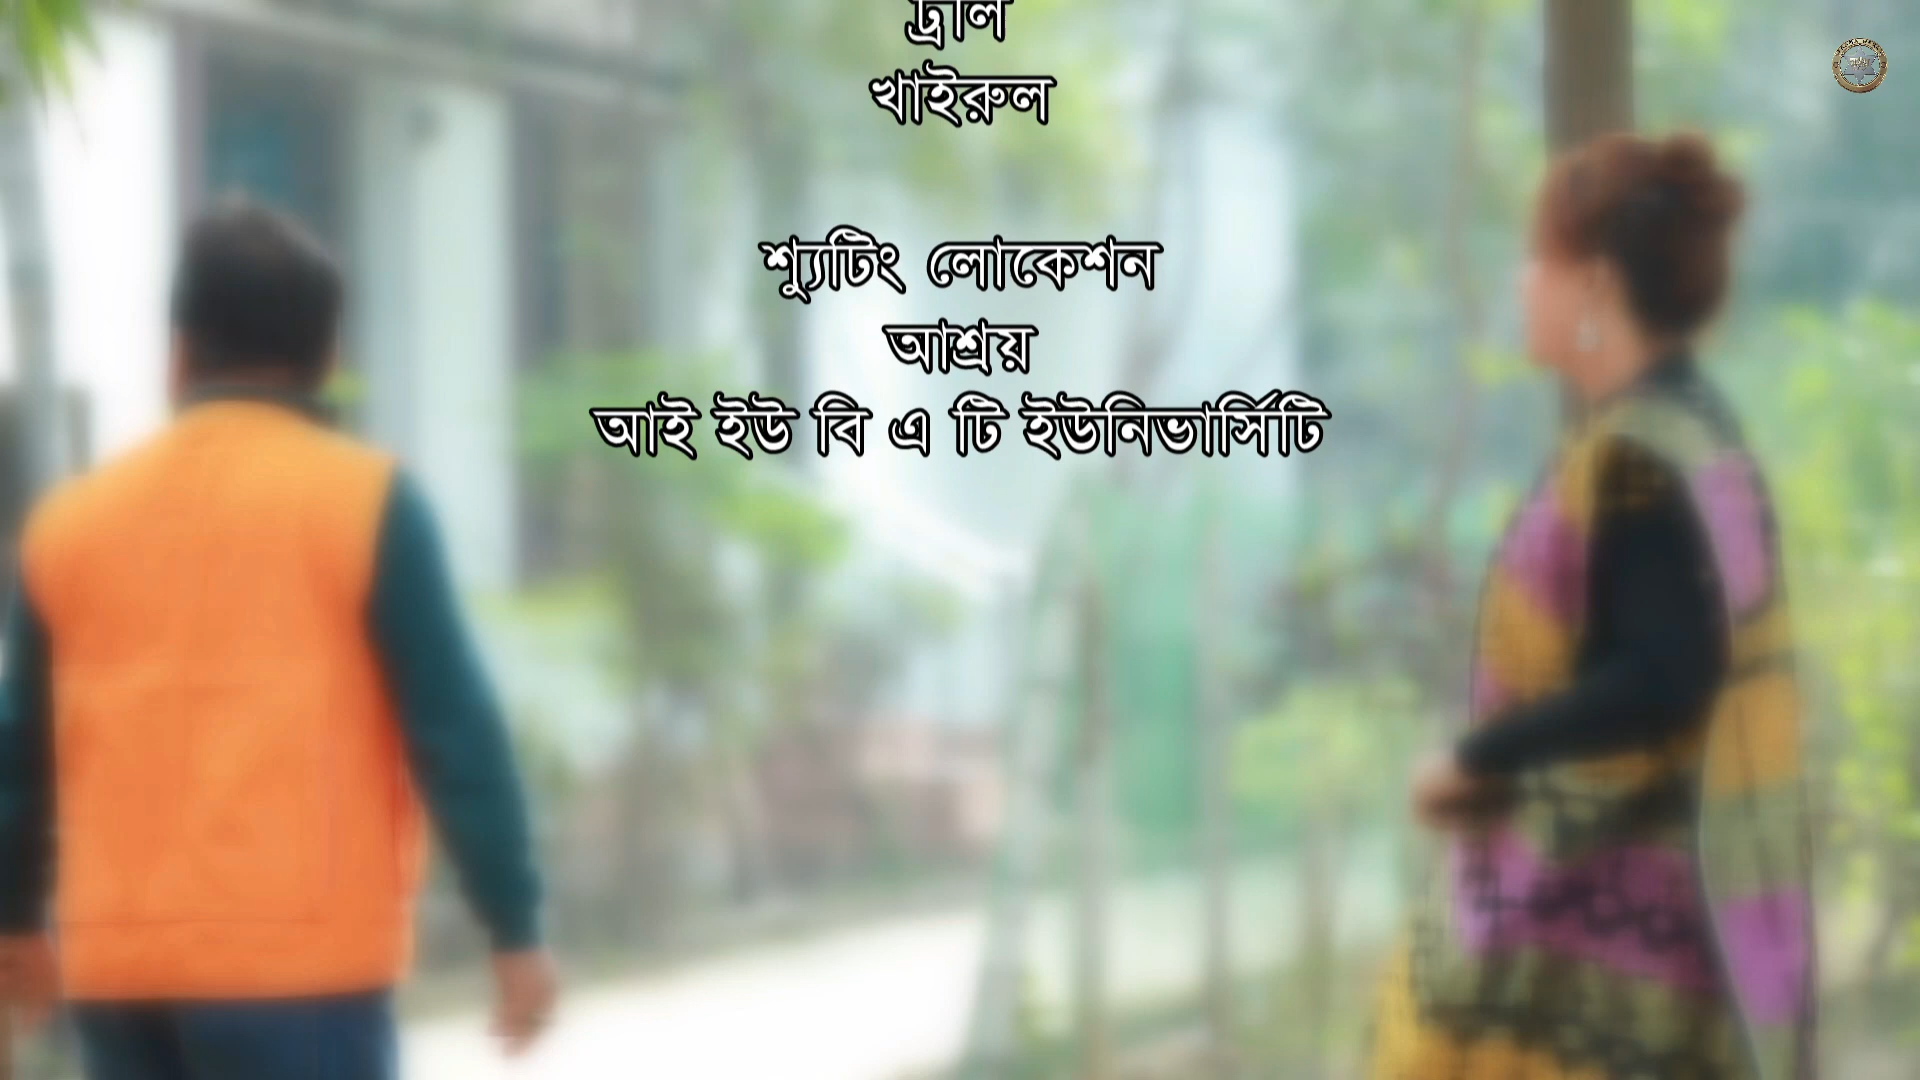 খাইরুল
শ্যুটিং লোকেশন
আশ্রয়
আই ইউ বি এ টি ইউনিভার্সিটি